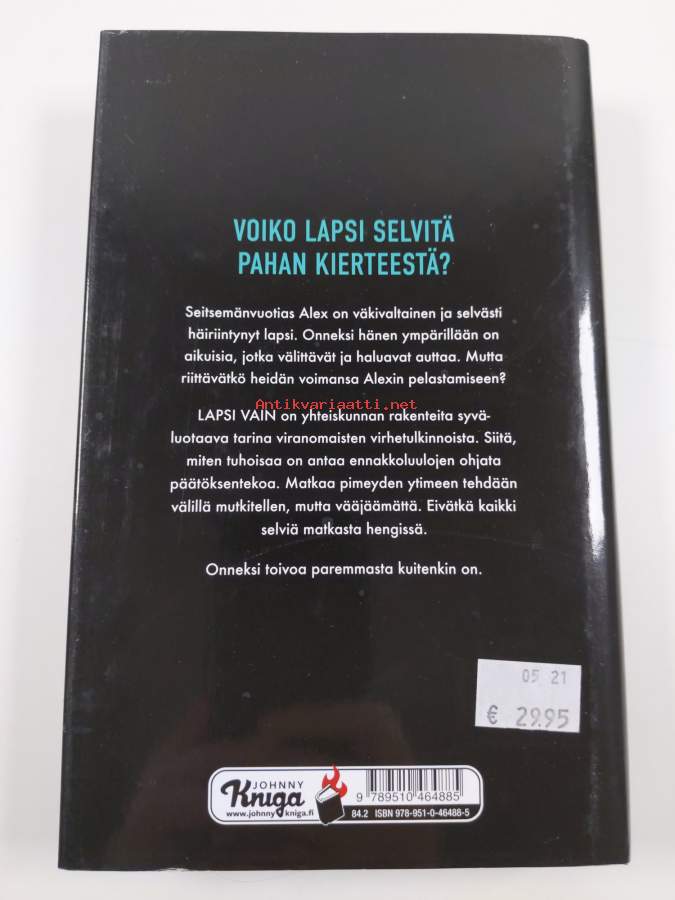 VOIKO LAPSI SELVITÄ
PAHAN KIERTEESTÄ?
Seitsemänvuotias Alex on väkivaltainen ja selvästi
häiriintynyt lapsi. Onneksi hänen ympärillään on
aikuisia, jotka välittävät ja haluavat auttaa. Mutta
riittävätkö heidän voimansa Alexin pelastamiseen?
Antikvariaatti.net
LAPSI VAIN on yhteiskunnan rakenteita syvä-
luotaava tarina viranomaisten virhetulkinnoista. Siitä,
miten tuhoisaa on antaa ennakkoluulojen ohjata
päätöksentekoa. Matkaa pimeyden ytimeen tehdään
välillä mutkitellen, mutta vääjäämättä. Eivätkä kaikki
selviä matkasta hengissä.
Onneksi toivoa paremmasta kuitenkin on.
05 21
€ 29.95
JOHNNY
Kniga
www.johnnykniga.fi
9 789510 464885
84.2 ISBN 978-951-0-46488-5